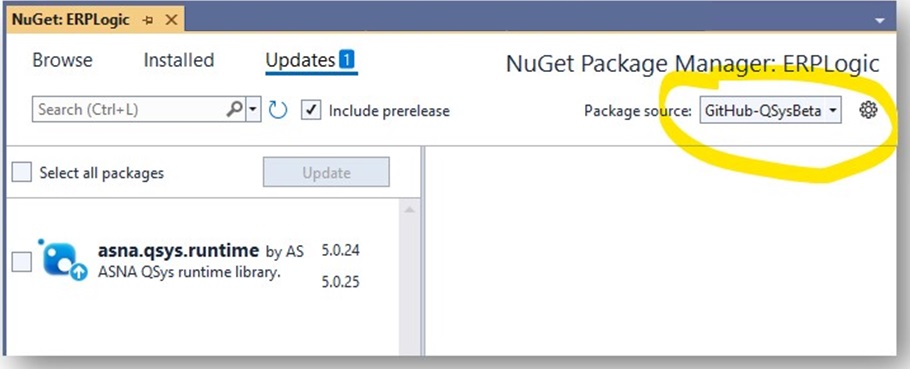 NuGet: ERPLogic
Browse Installed Updates 1
NuGet Package Manager: ERPLogic
Search (Ctrl+L) Include prerelease Package source: GitHub-QSysBeta
Select all packages Update
asna.qsys.runtime by AS 5.0.24
ASNA QSys runtime library.
5.0.25